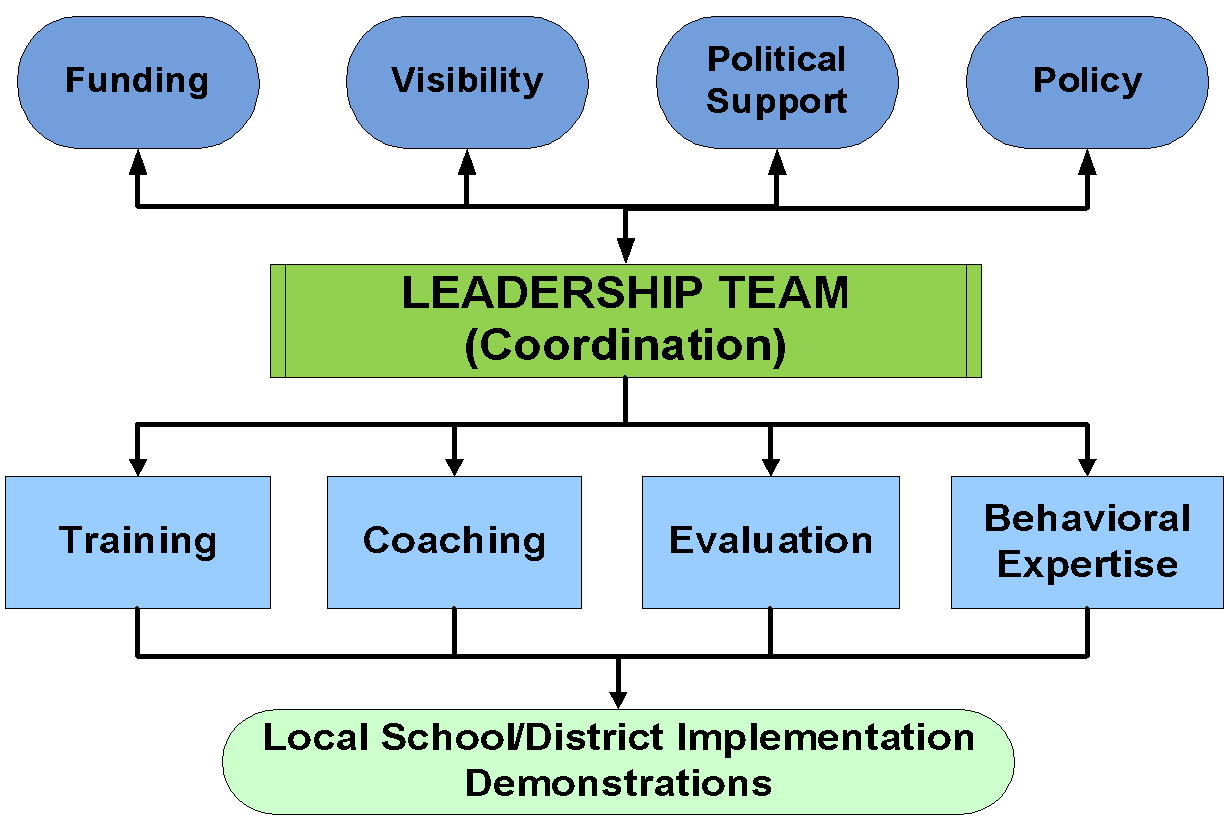 Funding
Visibility
Political
Support
Policy
LEADERSHIP TEAM
(Coordination)
Training
Coaching
Evaluation
Behavioral
Expertise
Local School/District Implementation
Demonstrations